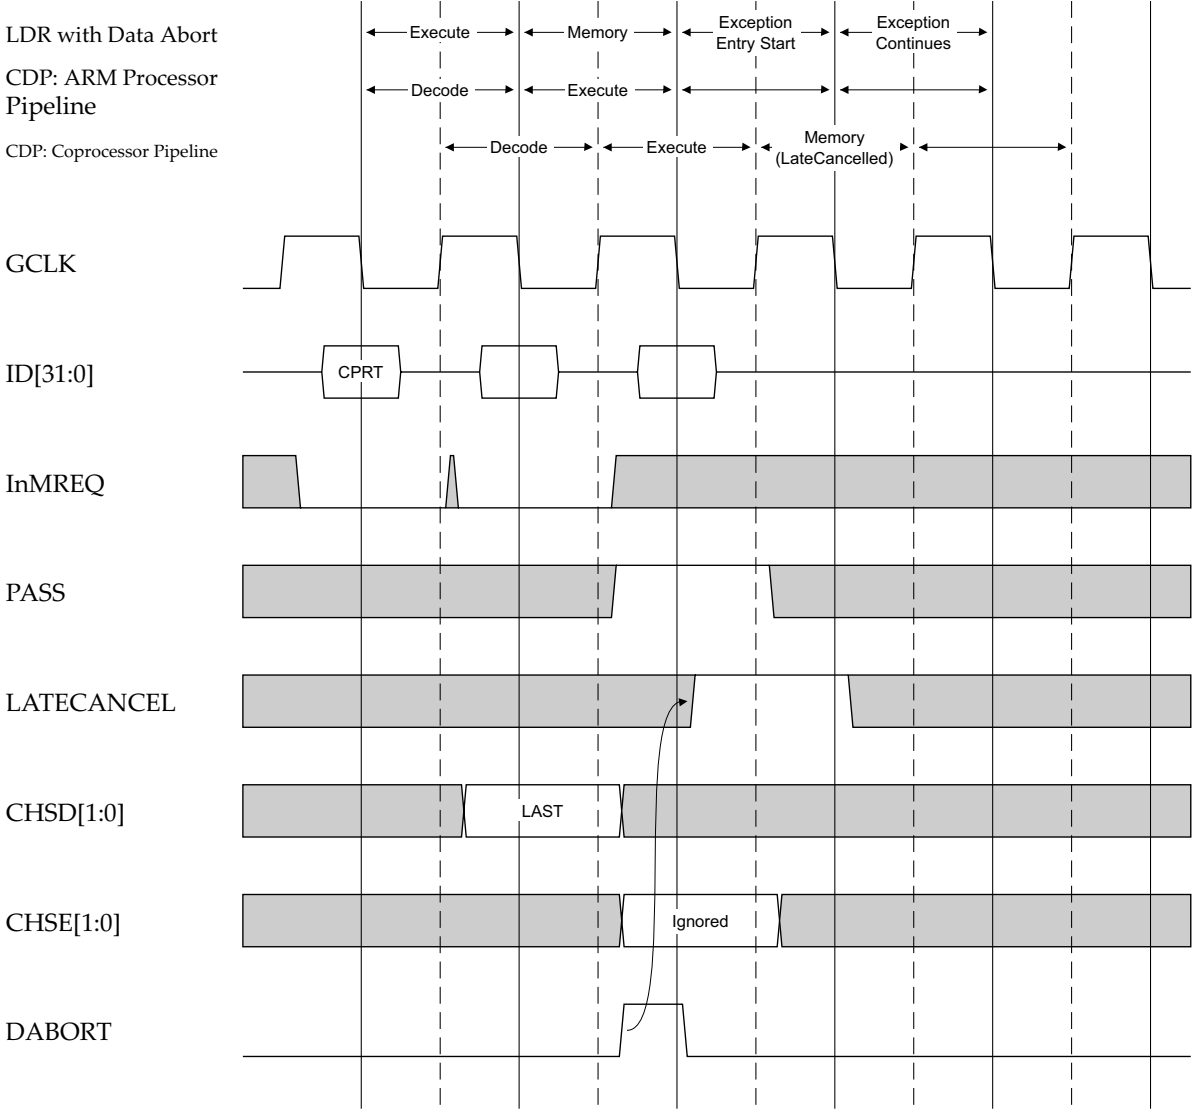 LDR with Data Abort
Execute
Memory
Exception
Entry Start
Exception
Continues
CDP: ARM Processor
Pipeline
Decode
Execute
CDP: Coprocessor Pipeline
Decode
Execute
Memory
(LateCancelled)
GCLK
ID[31:0]
CPRT
InMREQ
PASS
LATECANCEL
CHSD[1:0]
LAST
CHSE[1:0]
Ignored
DABORT